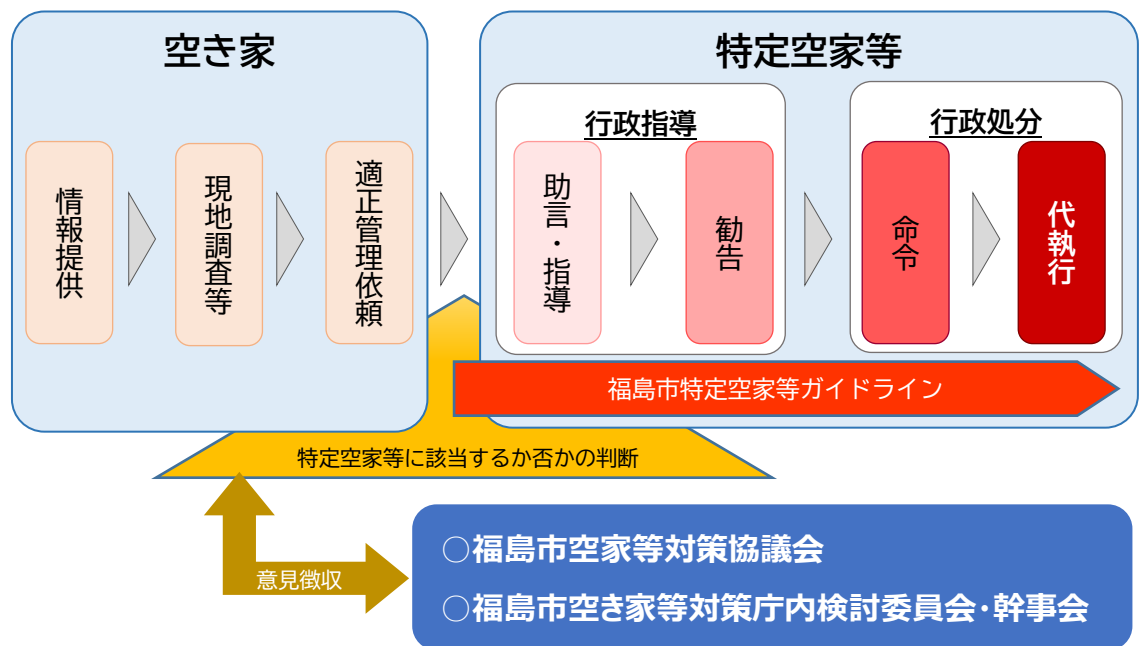 空き家
情報提供
現地調査等
適正管理依頼
特定空家等
行政指導
助言・指導
勧告
行政処分
命令
代執行
福島市特定空家等ガイドライン
特定空家等に該当するか否かの判断
意見徴収
○福島市空家等対策協議会
○福島市空き家等対策庁内検討委員会・幹事会